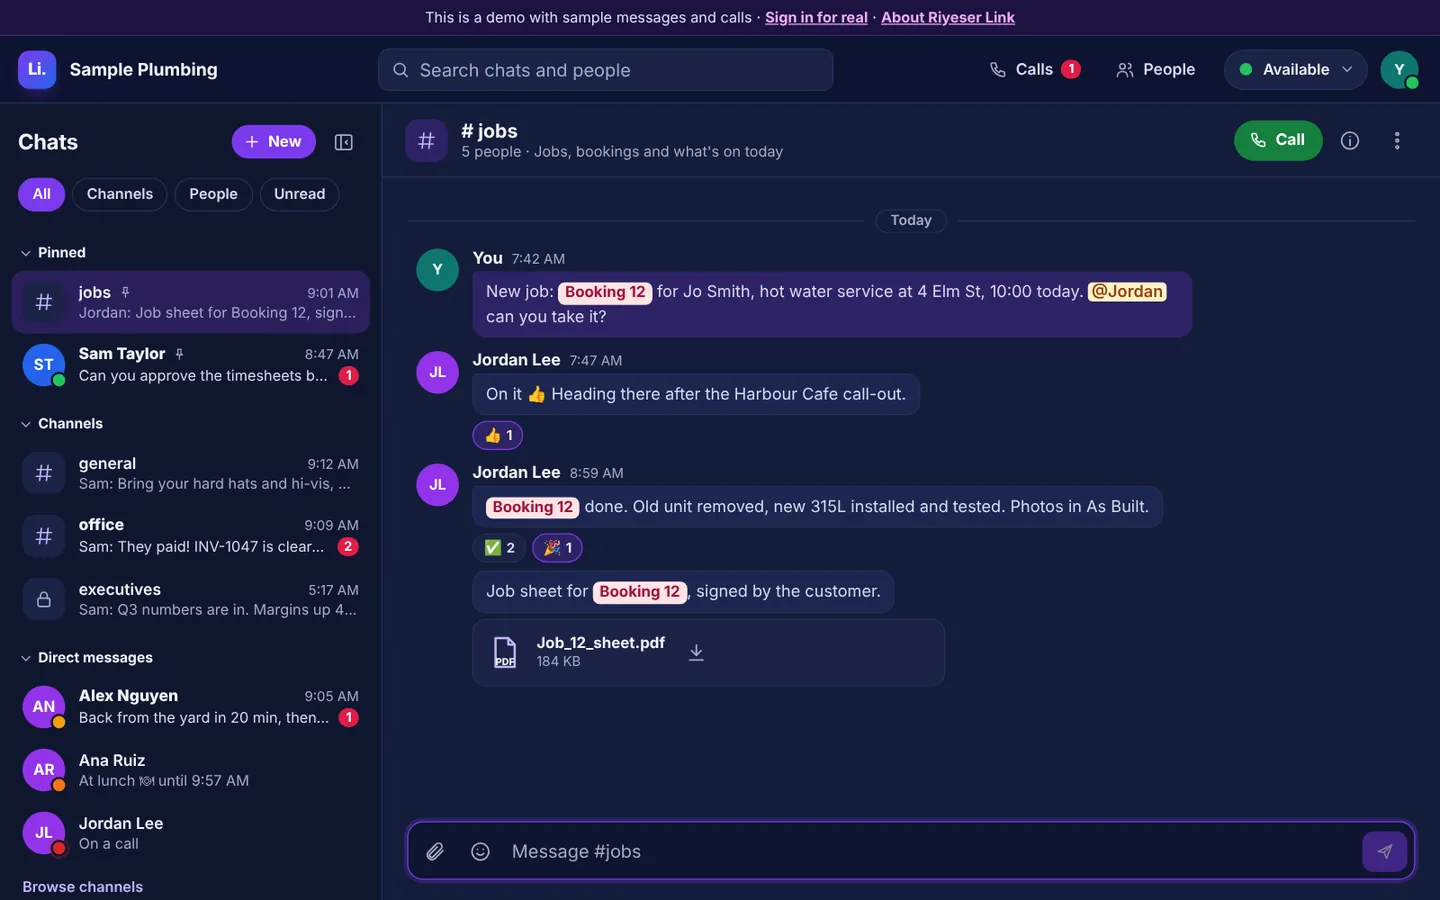 This is a demo with sample messages and calls · Sign in for real · About Riyeser Link
Li. Sample Plumbing
Search chats and people
Calls 1
People
Available
Y
Chats
+ New
All
Channels
People
Unread
Pinned
jobs 9:01 AM
Jordan: Job sheet for Booking 12, sign...
ST
Sam Taylor 8:47 AM
Can you approve the timesheets b... 1
Channels
# general 9:12 AM
Sam: Bring your hard hats and hi-vis, ...
# office 9:09 AM
Sam: They paid! INV-1047 is clear... 2
executives 5:17 AM
Sam: Q3 numbers are in. Margins up 4...
Direct messages
AN
Alex Nguyen 9:05 AM
Back from the yard in 20 min, then... 1
AR
Ana Ruiz
At lunch 🍽 until 9:57 AM
JL
Jordan Lee
On a call
Browse channels
# # jobs
5 people · Jobs, bookings and what's on today
Call
Today
Y
You 7:42 AM
New job: Booking 12 for Jo Smith, hot water service at 4 Elm St, 10:00 today. @Jordan
can you take it?
JL
Jordan Lee 7:47 AM
On it 👍 Heading there after the Harbour Cafe call-out.
👍 1
JL
Jordan Lee 8:59 AM
Booking 12 done. Old unit removed, new 315L installed and tested. Photos in As Built.
✅ 2 🎉 1
Job sheet for Booking 12, signed by the customer.
PDF
Job_12_sheet.pdf
184 KB
Message #jobs